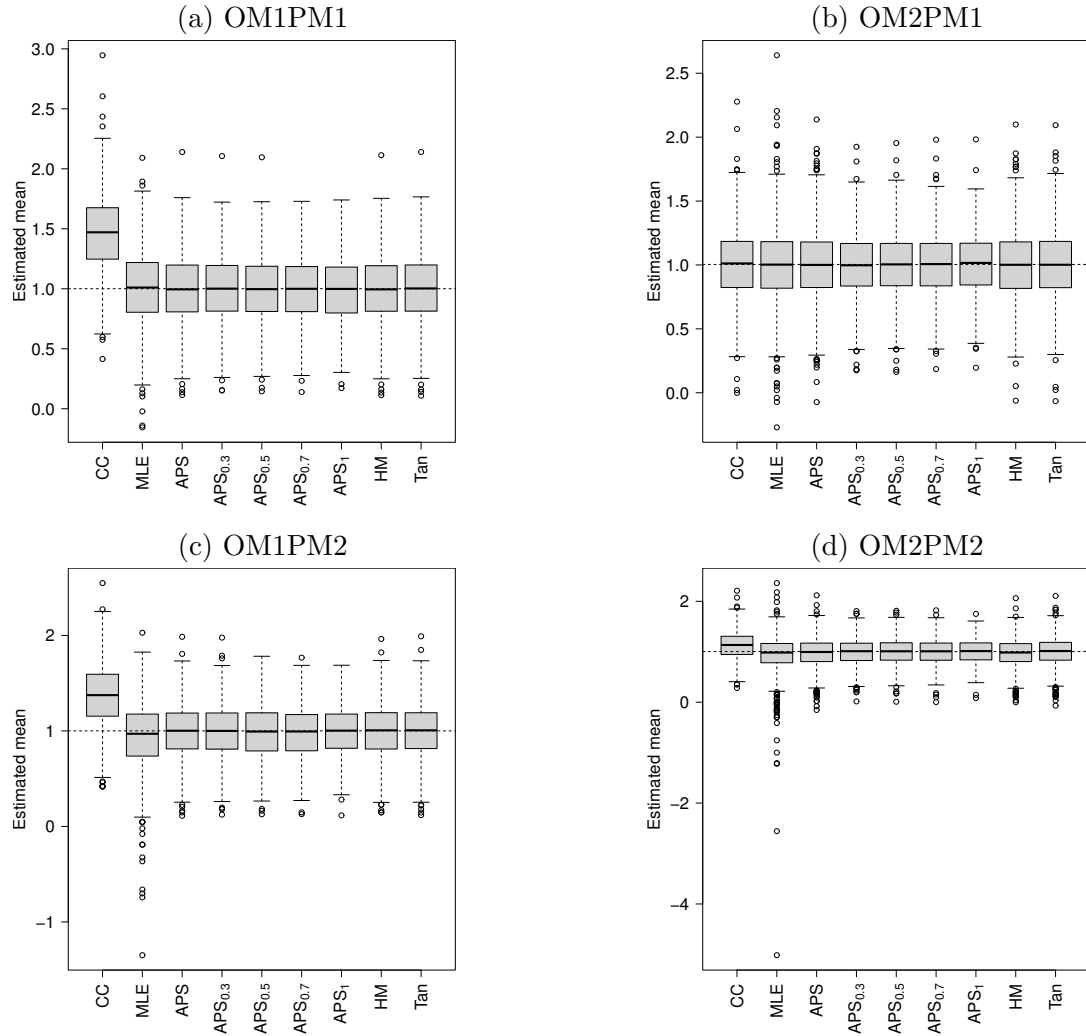 (a) OM1PM1
Estimated mean
3.0
2.5
2.0
1.5
1.0
0.5
0.0
CC
MLE
APS
APS0.3
APS0.5
APS0.7
APS1
HM
Tan
(b) OM2PM1
Estimated mean
2.5
2.0
1.5
1.0
0.5
0.0
CC
MLE
APS
APS0.3
APS0.5
APS0.7
APS1
HM
Tan
(c) OM1PM2
Estimated mean
2
1
0
−1
CC
MLE
APS
APS0.3
APS0.5
APS0.7
APS1
HM
Tan
(d) OM2PM2
Estimated mean
2
0
−2
−4
CC
MLE
APS
APS0.3
APS0.5
APS0.7
APS1
HM
Tan